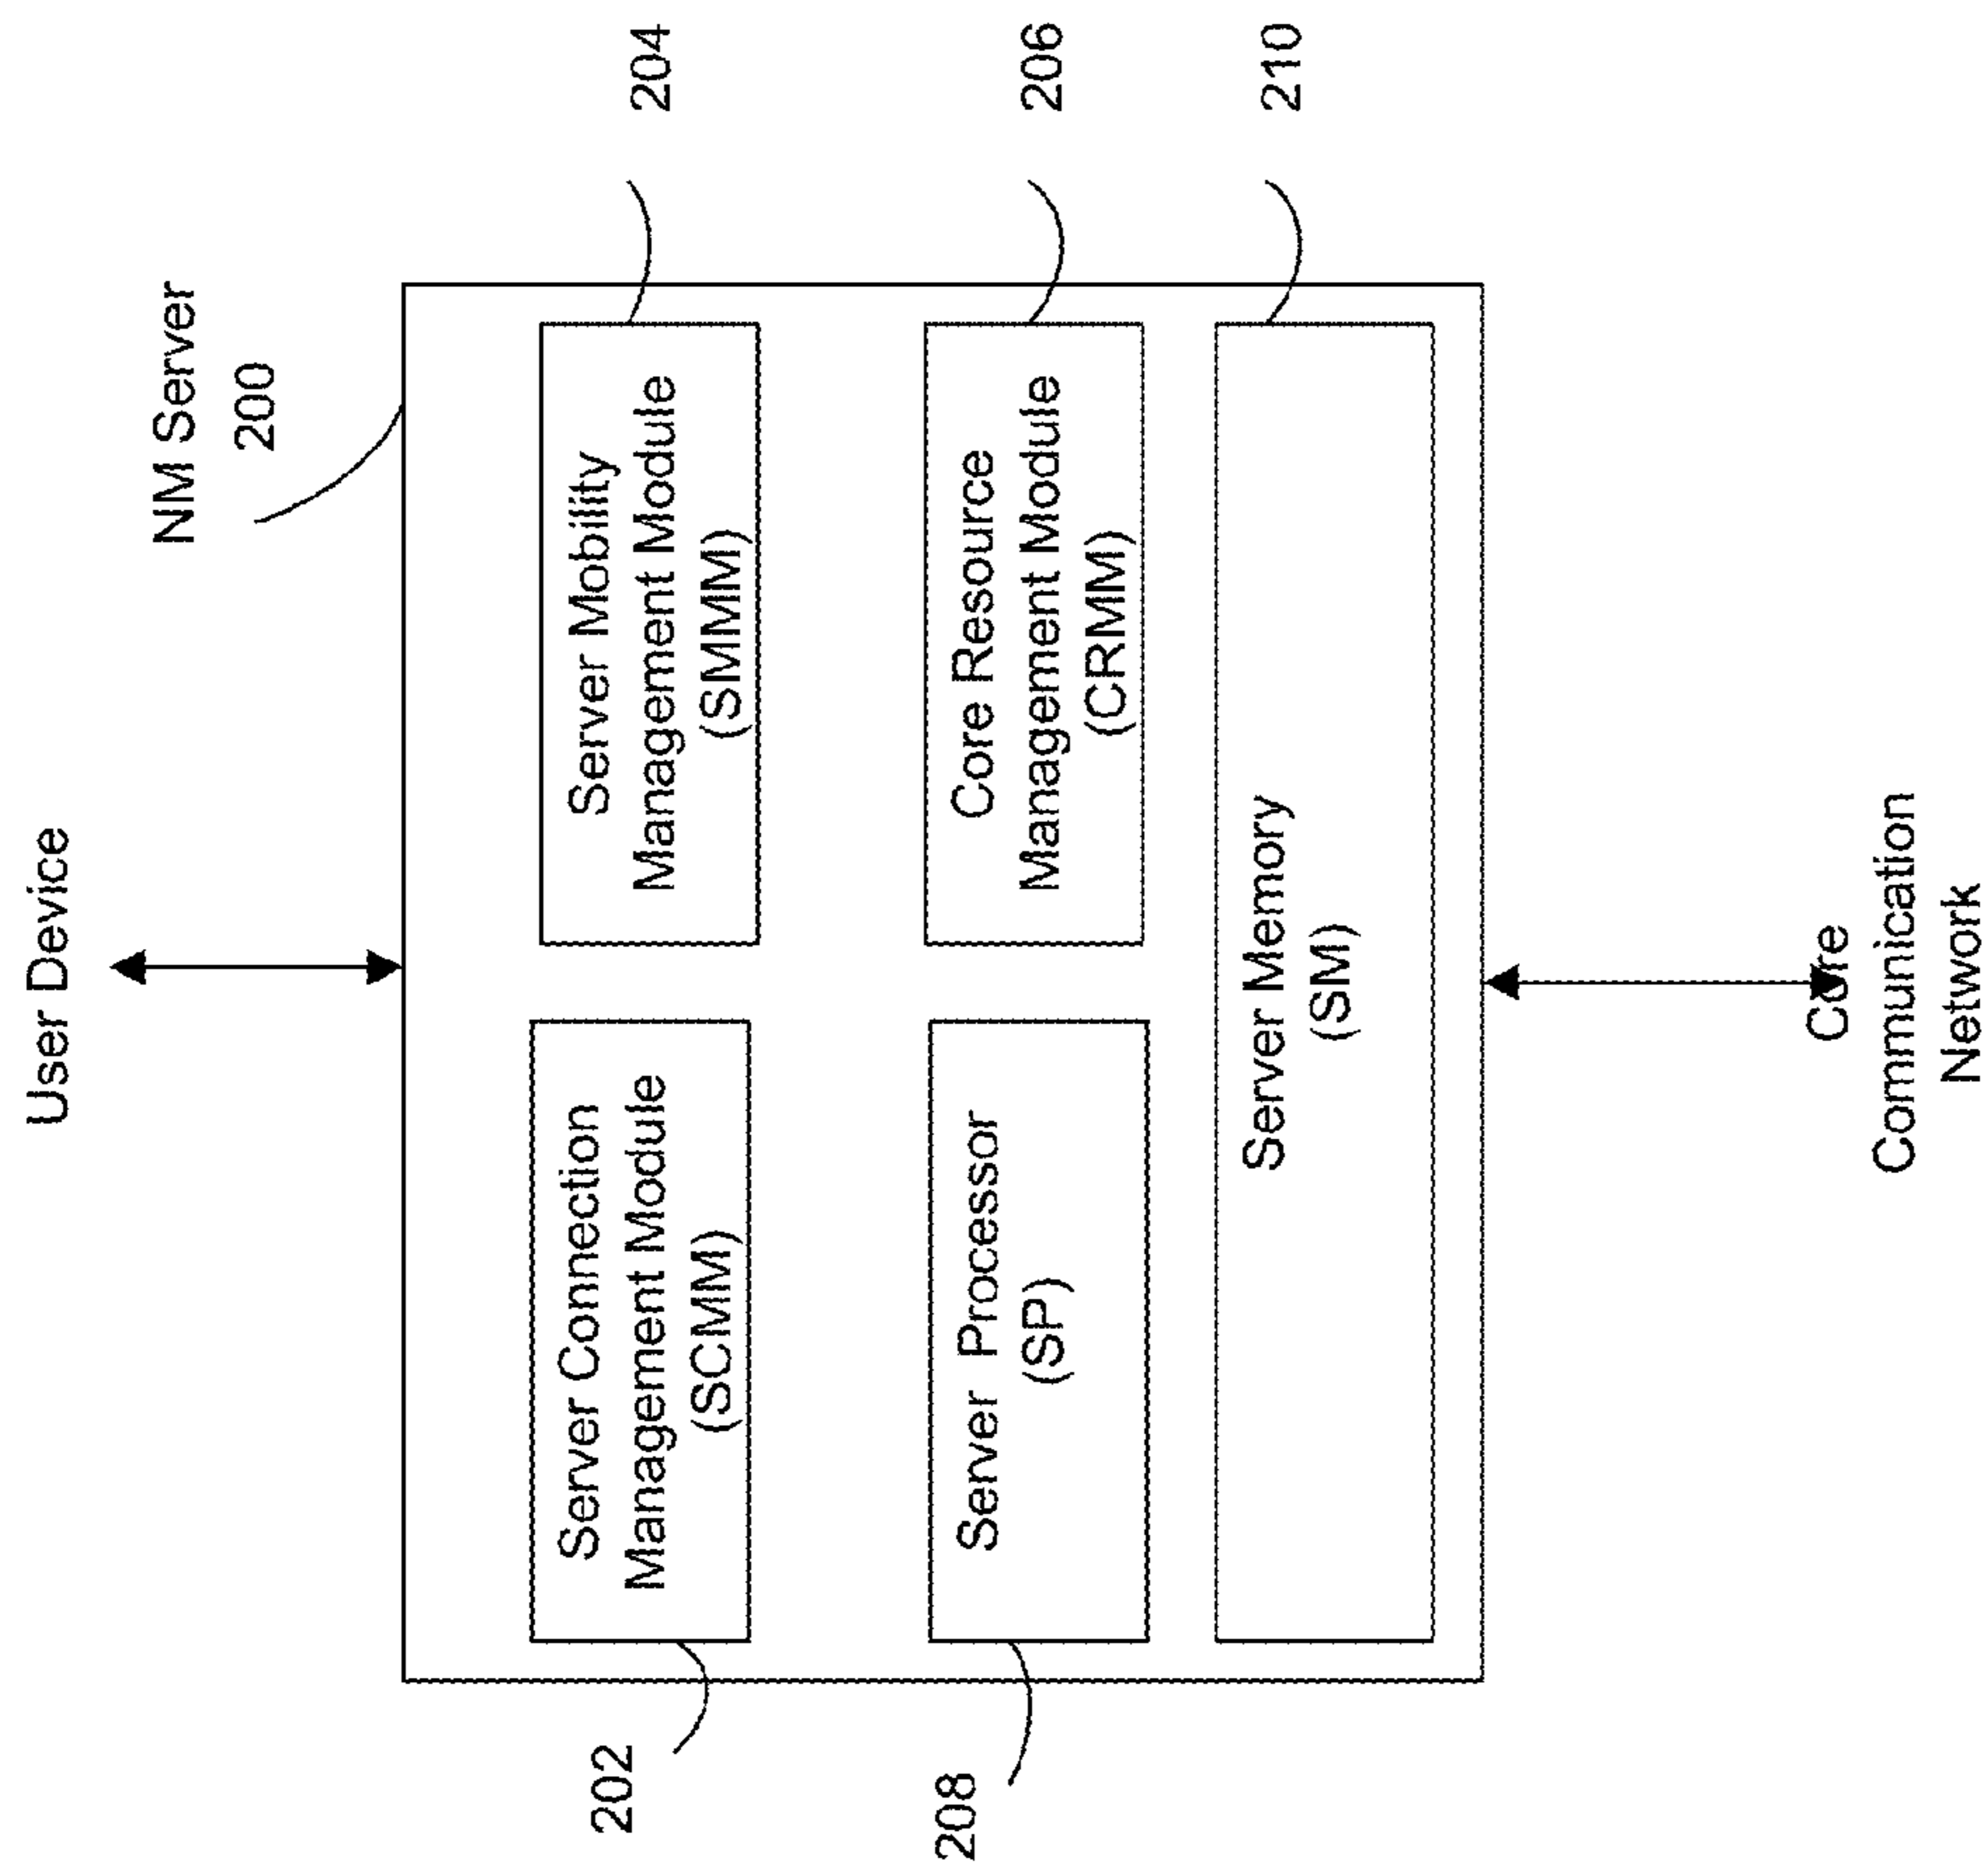 User Device
NM Server
200
Server Connection
Management Module
(SCMM)
202
Server Mobility
Management Module
(SMMM)
204
Server Processor
(SP)
208
Core Resource
Management Module
(CRMM)
206
Server Memory
(SM)
210
Core
Communication
Network